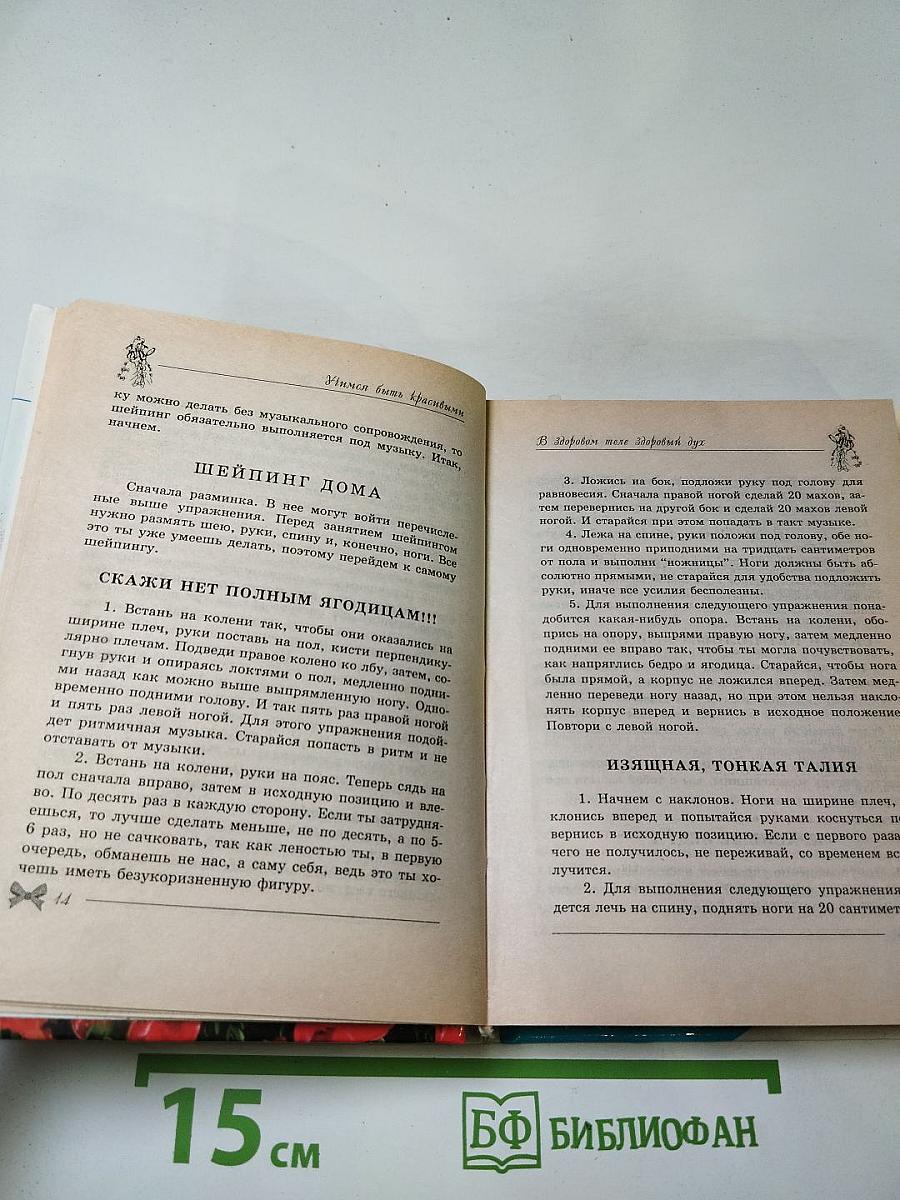 Учимся быть красивыми
ку можно делать без музыкального сопровождения, то
шейпинг обязательно выполняется под музыку. Итак,
начнем.
ШЕЙПИНГ ДОМА
Сначала разминка. В нее могут войти перечисле-
ные выше упражнения. Перед занятием шейпингом
нужно размять шею, руки, спину и, конечно, ноги. Все
это ты уже умеешь делать, поэтому перейдем к самому
шейпингу.
СКАЖИ НЕТ ПОЛНЫМ ЯГОДИЦАМ!!!
1. Встань на колени так, чтобы они оказались на
ширине плеч, руки поставь на пол, кисти перпендику-
лярно плечам. Подведи правое колено ко лбу, затем, со-
гнув руки и опираясь локтями о пол, медленно подни-
ми назад как можно выше выпрямленную ногу. Одно-
временно подними голову. И так пять раз правой ногой
и пять раз левой ногой. Для этого упражнения подой-
дет ритмичная музыка. Старайся попасть в ритм и не
отставать от музыки.
2. Встань на колени, руки на пояс. Теперь сядь на
пол сначала вправо, затем в исходную позицию и вле-
во. По десять раз в каждую сторону. Если ты затрудня-
ешься, то лучше сделать меньше, не по десять, а по 5-
6 раз, но не сачковать, так как леностью ты, в первую
очередь, обманешь не нас, а саму себя, ведь это ты хо-
чешь иметь безукоризненную фигуру.
14
В здоровом теле здоровый дух
3. Ложись на бок, подложи руку под голову для
равновесия. Сначала правой ногой сделай 20 махов, за-
тем перевернись на другой бок и сделай 20 махов левой
ногой. И старайся при этом попадать в такт музыке.
4. Лежа на спине, руки положи под голову, обе но-
ги одновременно приподними на тридцать сантиметров
от пола и выполни "ножницы". Ноги должны быть аб-
солютно прямыми, не старайся для удобства подложить
руки, иначе все усилия бесполезны.
5. Для выполнения следующего упражнения пона-
добится какая-нибудь опора. Встань на колени, обо-
прись на опору, выпрями правую ногу, затем медленно
подними ее вправо так, чтобы ты могла почувствовать,
как напряглись бедро и ягодица. Старайся, чтобы нога
была прямой, а корпус не ложился вперед. Затем мед-
ленно переведи ногу назад, но при этом нельзя накло-
нять корпус вперед и вернись в исходное положение
Повтори с левой ногой.
ИЗЯЩНАЯ, ТОНКАЯ ТАЛИЯ
1. Начнем с наклонов. Ноги на ширине плеч,
клонись вперед и попытайся руками коснуться по
вернись в исходную позицию. Если с первого раза
чего не получилось, не переживай, со временем вс
лучится.
2. Для выполнения следующего упражнения
дется лечь на спину, поднять ноги на 20 сантимет
15 см
БФ БИБЛИОФАН